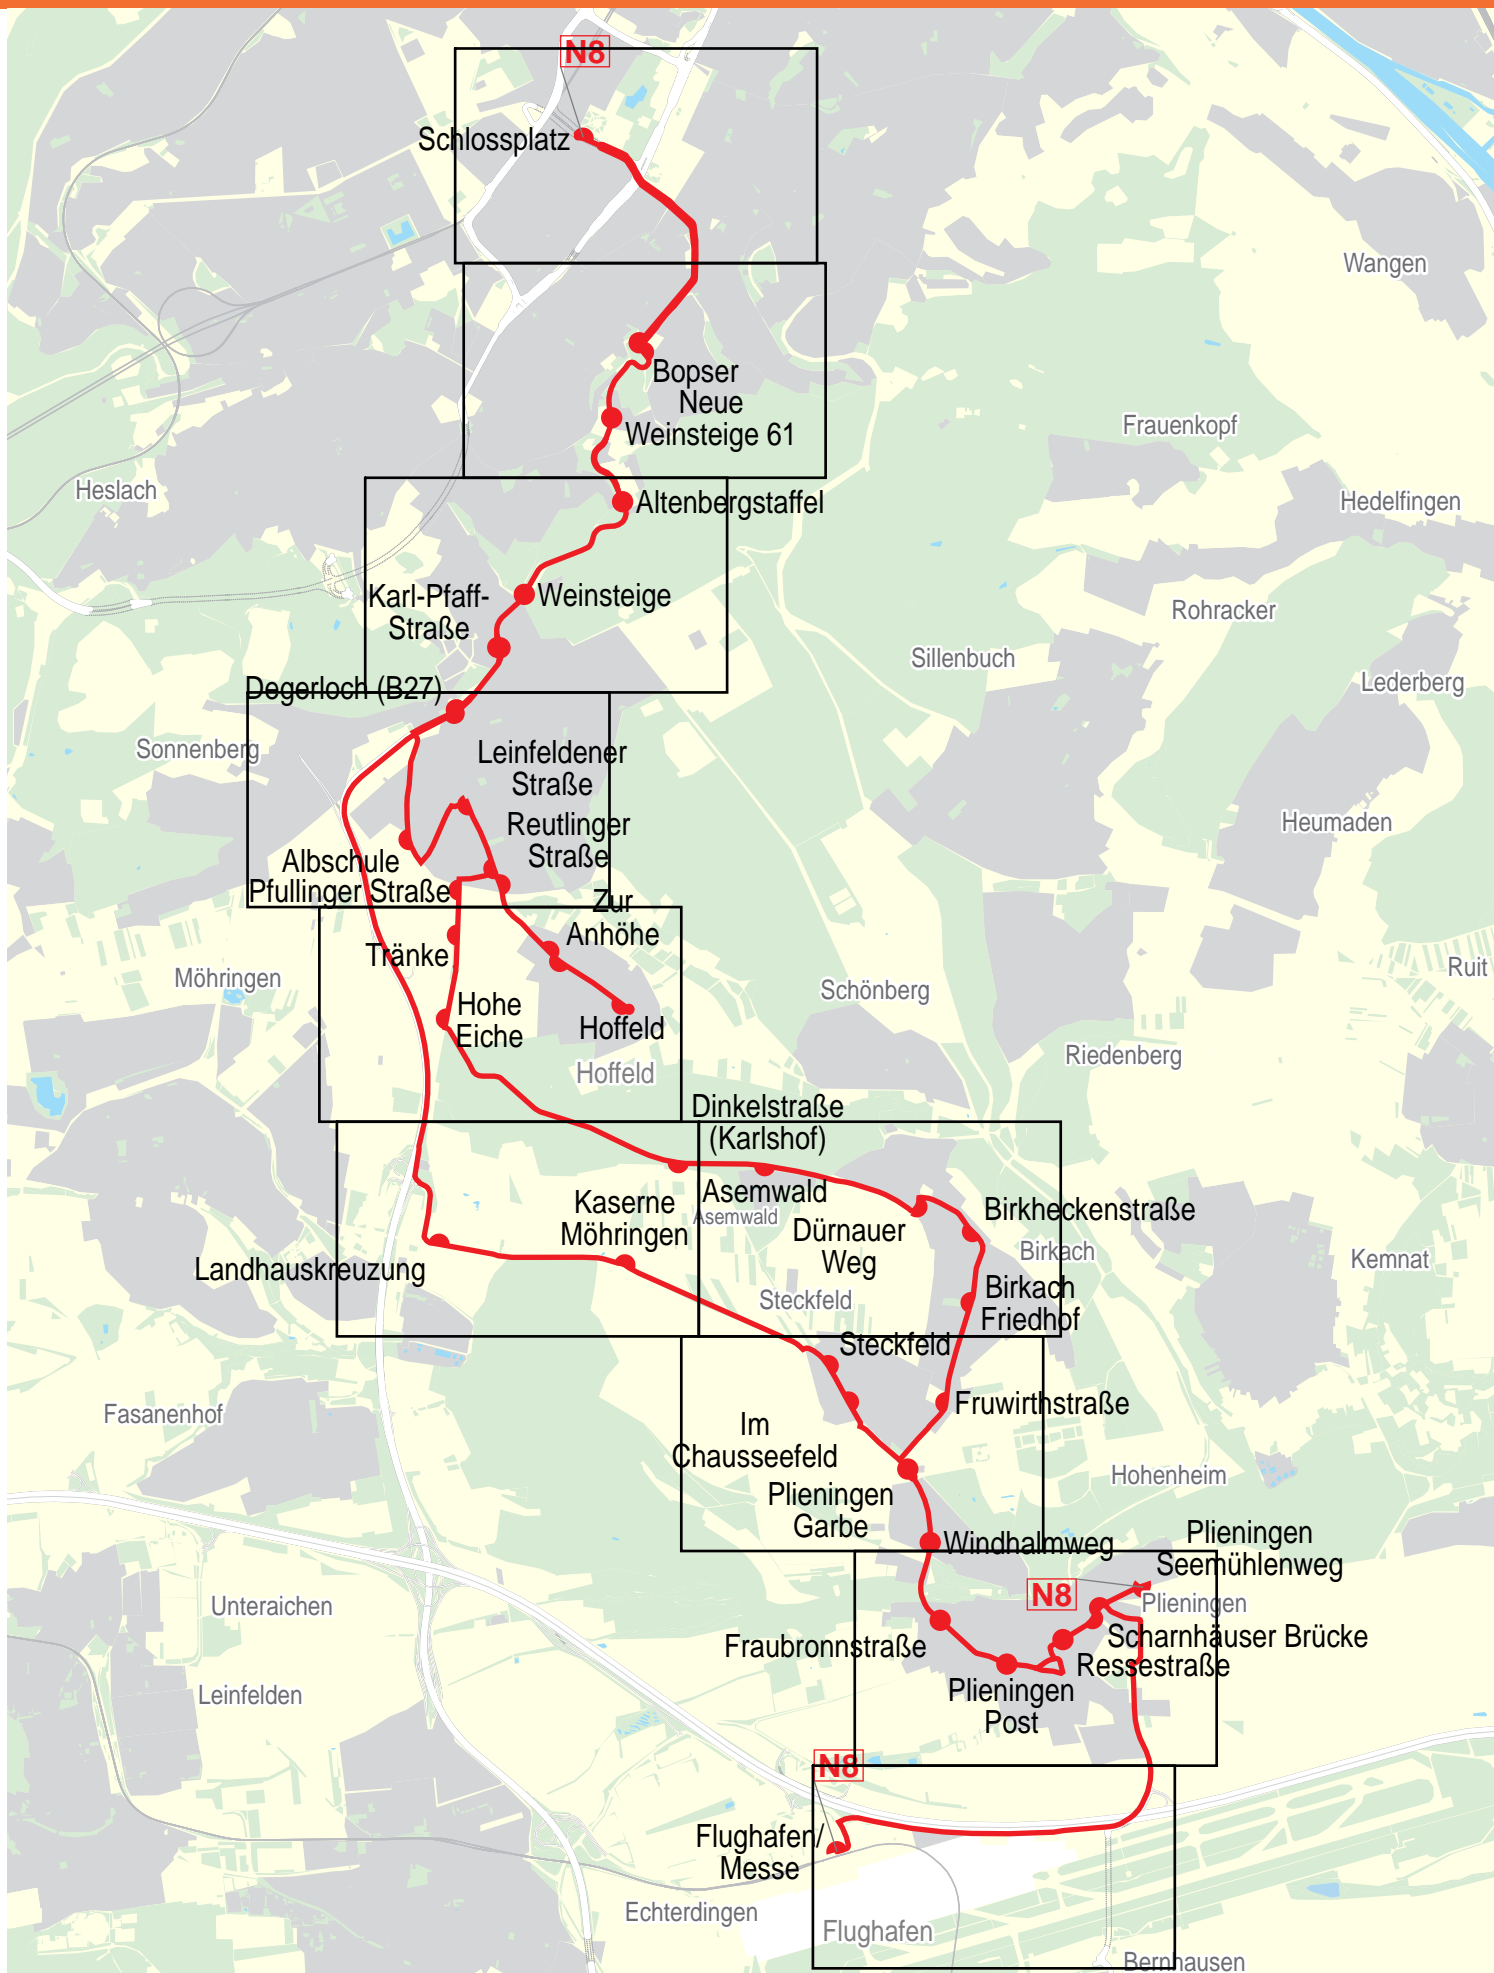 N8
Schlossplatz
Wangen
Bopser
Neue
Weinsteige 61
Frauenkopf
Heslach
Altenbergstaffel
Hedelfingen
Karl-Pfaff-
Straße
Weinsteige
Rohracker
Sillenbuch
Lederberg
Degerloch (B27)
Sonnenberg
Leinfeldener
Straße
Reutlinger
Straße
Heumaden
Albschule
Pfullinger Straße
Zur
Anhöhe
Tränke
Möhringen
Ruit
Schönberg
Hohe
Eiche
Hoffeld
Hoffeld
Riedenberg
Dinkelstraße
(Karlshof)
Kaserne
Möhringen
Asemwald
Asemwald
Dürnauer
Weg
Birkheckenstraße
Birkach
Kemnat
Landhauskreuzung
Steckfeld
Birkach
Friedhof
Steckfeld
Fasanenhof
Fruwirthstraße
Im
Chausseefeld
Hohenheim
Plieningen
Garbe
Windhalmweg
Plieningen
Seemühlenweg
N8
Plieningen
Unteraichen
Fraubronnstraße
Scharnhäuser Brücke
Ressestraße
Leinfelden
Plieningen
Post
N8
Flughafen/
Messe
Echterdingen
Flughafen
Bernhausen